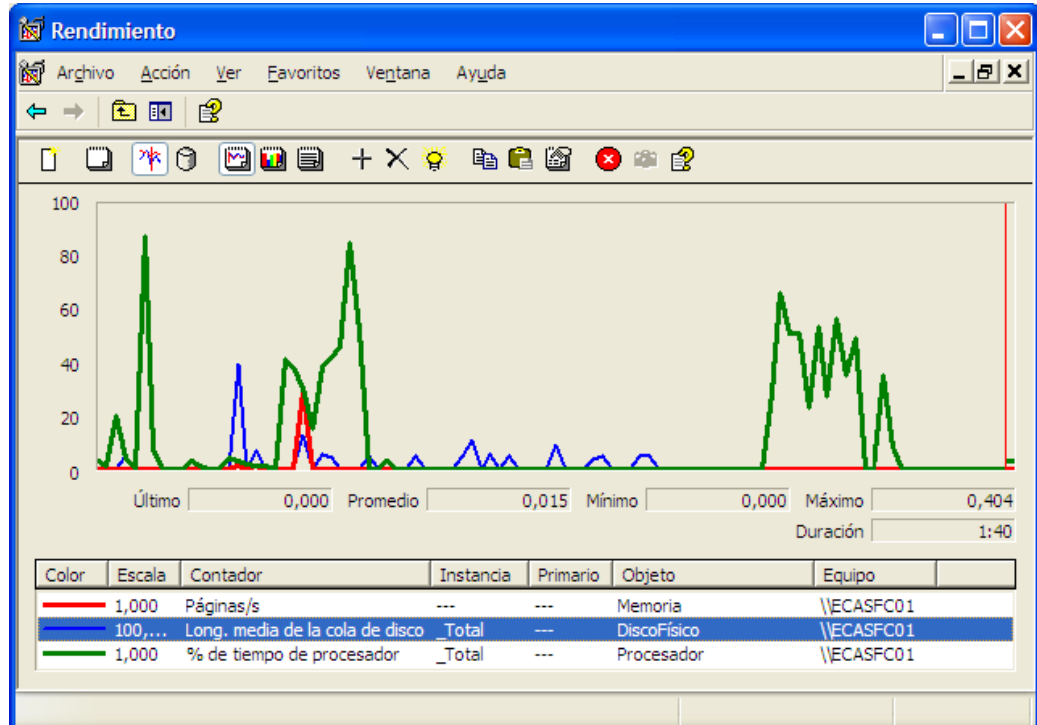 Rendimiento
Archivo Acción Ver Favoritos Ventana Ayuda
100
80
60
40
20
0
Último 0,000 Promedio 0,015 Mínimo 0,000 Máximo 0,404
Duración 1:40
Color Escala Contador Instancia Primario Objeto Equipo
1,000 Páginas/s --- --- Memoria \\ECASFC01
100,... Long. media de la cola de disco _Total --- DiscoFísico \\ECASFC01
1,000 % de tiempo de procesador _Total --- Procesador \\ECASFC01